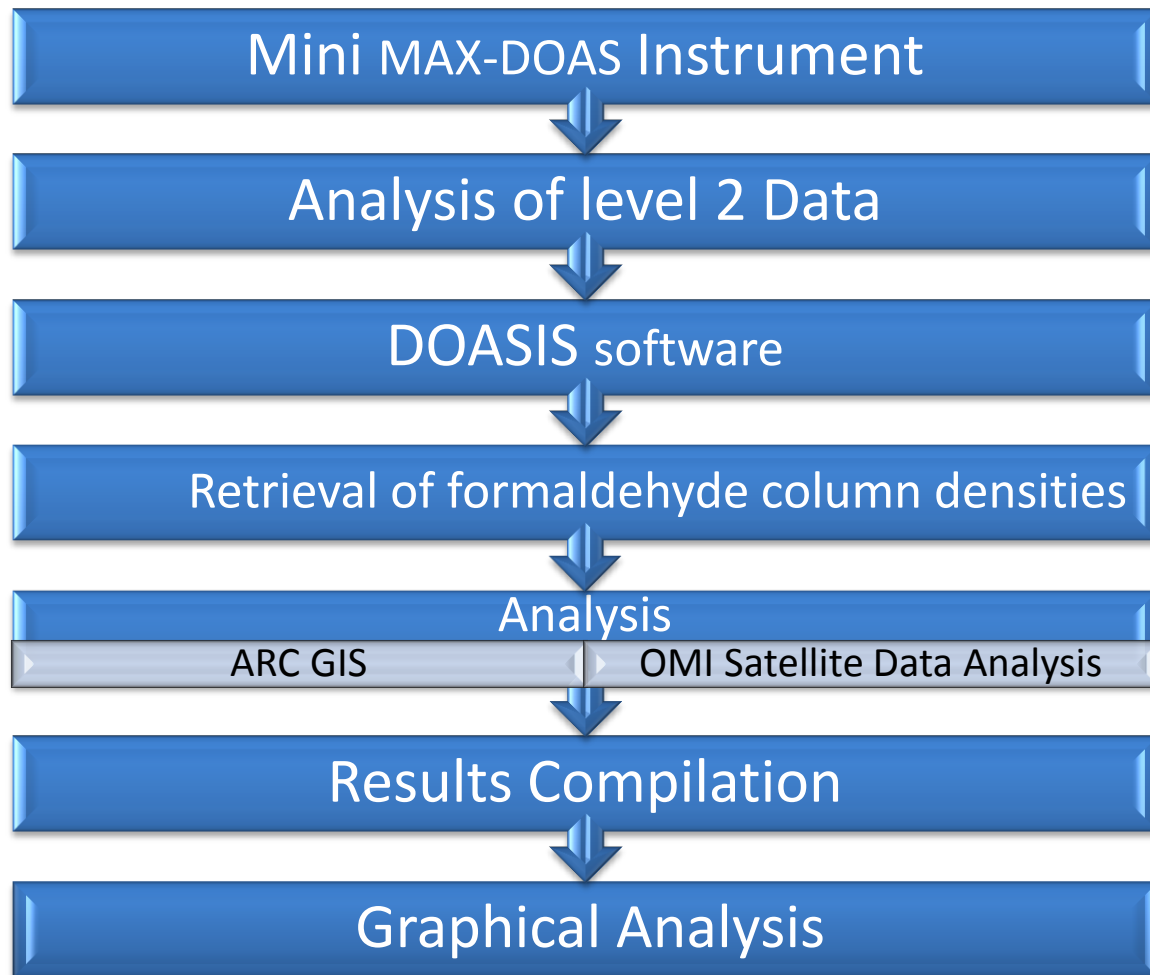 Mini MAX-DOAS Instrument
Analysis of level 2 Data
DOASIS software
Retrieval of formaldehyde column densities
Analysis
ARC GIS
OMI Satellite Data Analysis
Results Compilation
Graphical Analysis